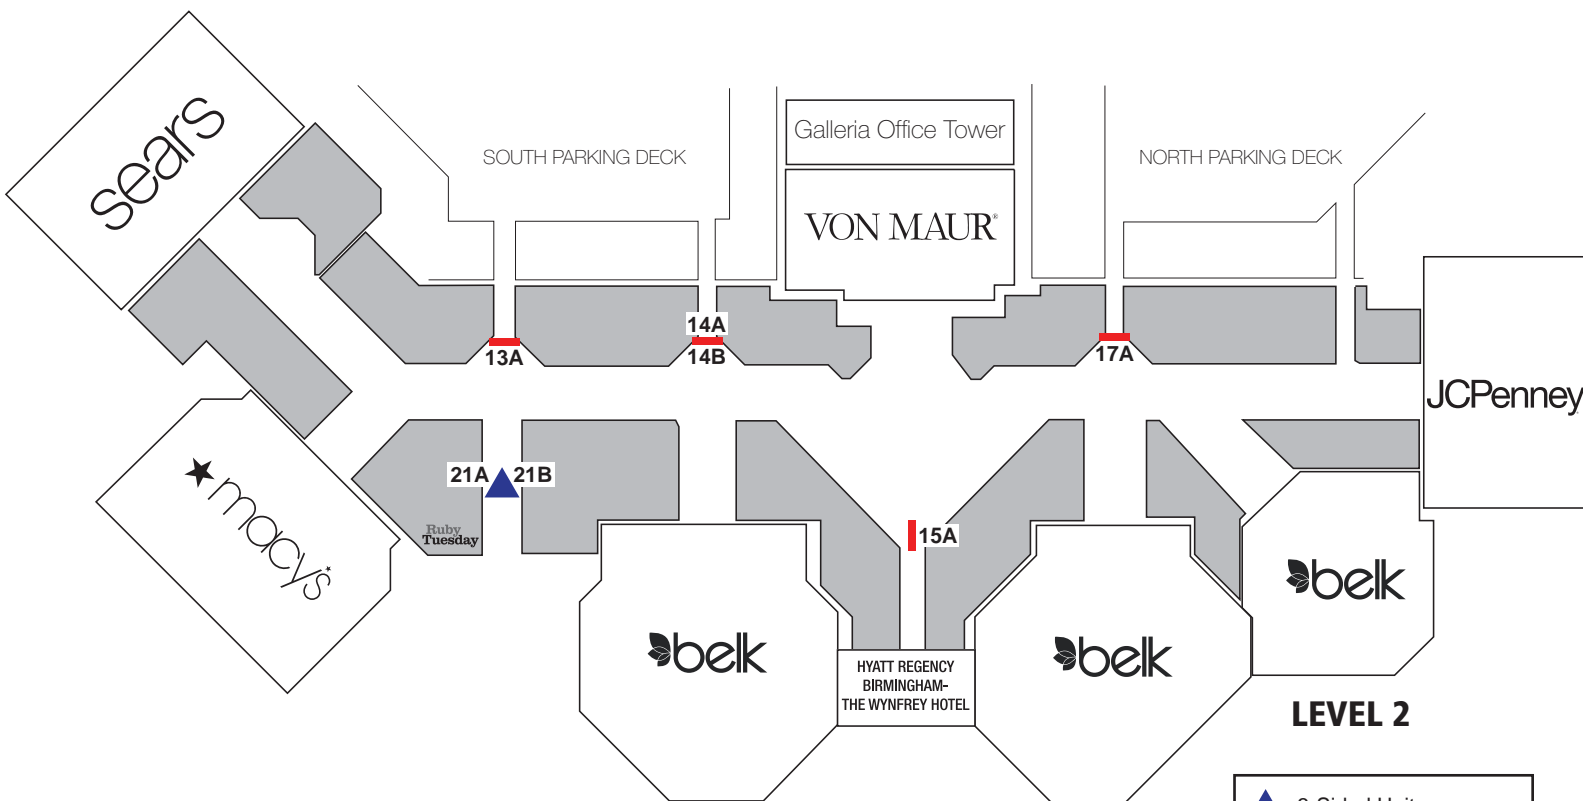 sears
SOUTH PARKING DECK
Galleria Office Tower
NORTH PARKING DECK
VON MAUR®
14A
13A
14B
17A
JCPenney
21A
21B
Ruby
Tuesday
15A
macy's
belk
belk
belk
HYATT REGENCY
BIRMINGHAM-
THE WYNFREY HOTEL
LEVEL 2